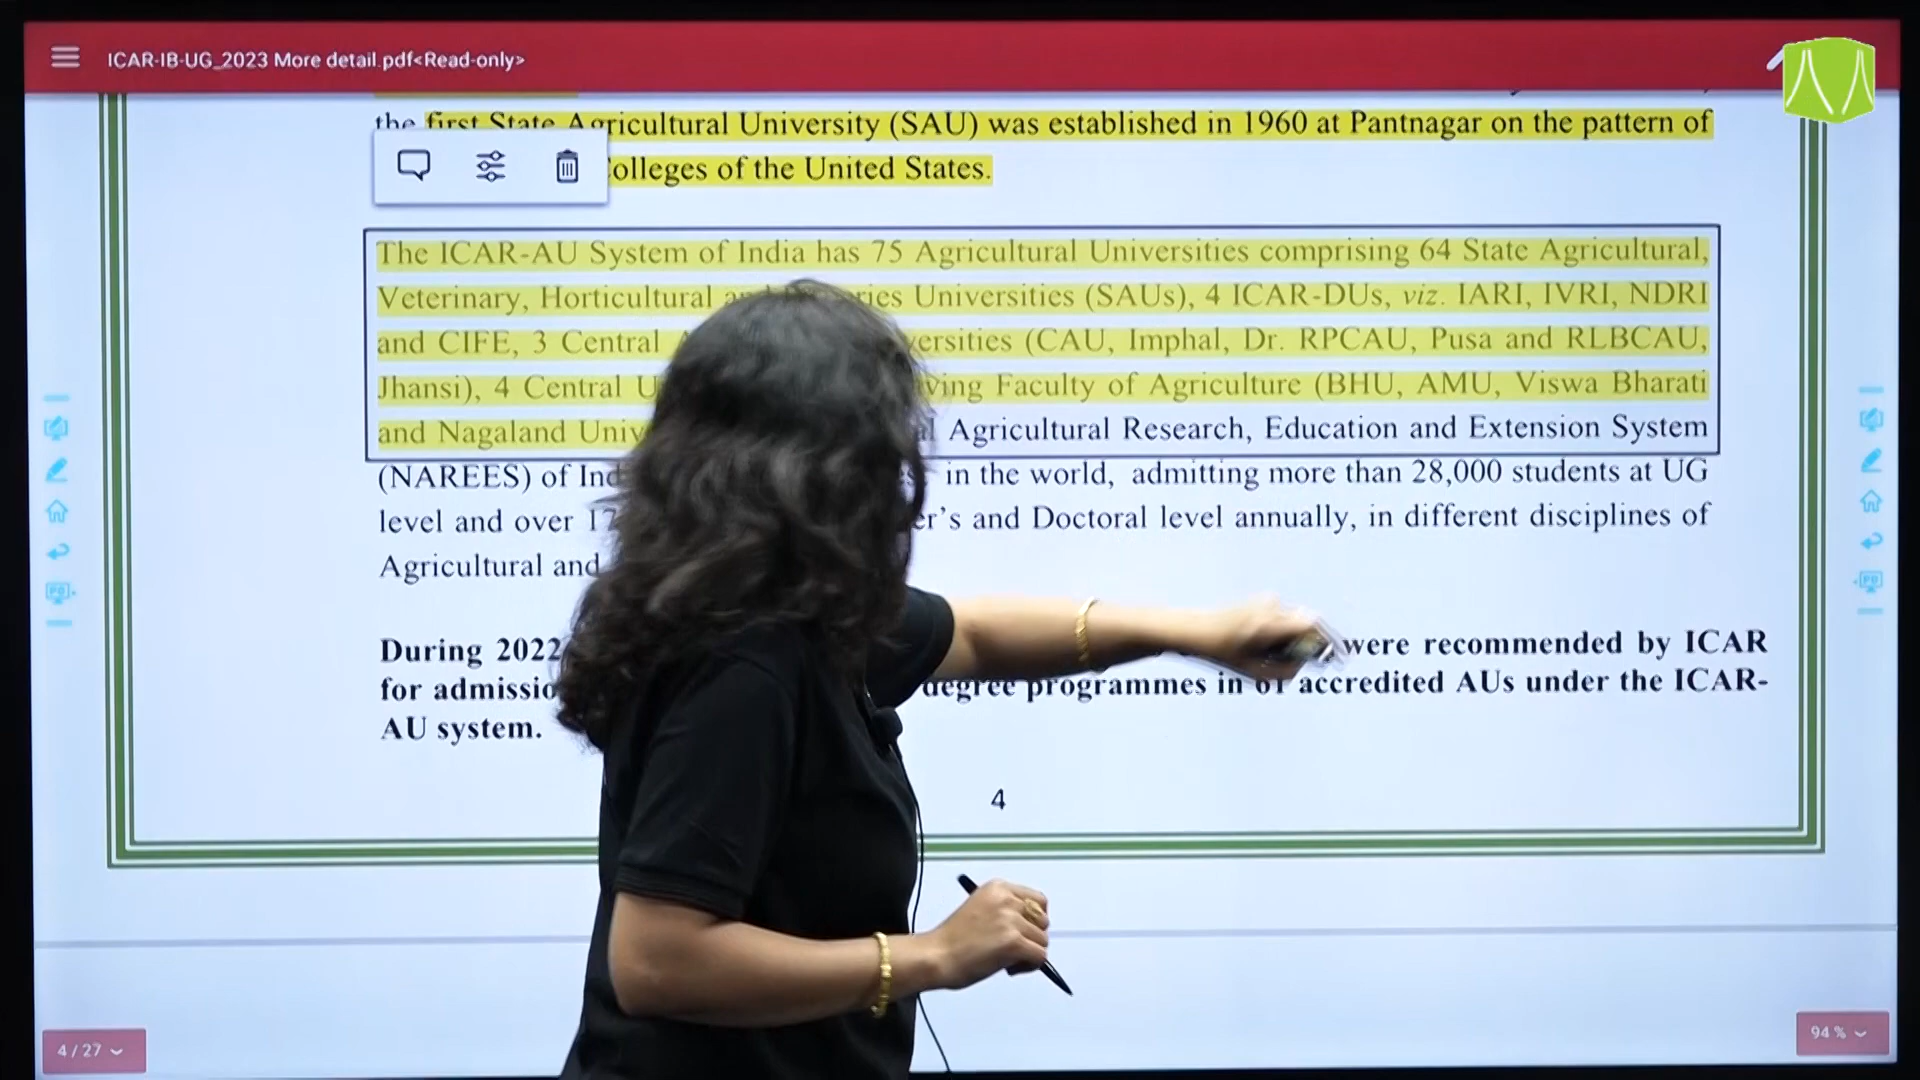 ICAR-IB-UG_2023 More detail.pdf<Read-only>
the first State Agricultural University (SAU) was established in 1960 at Pantnagar on the pattern of
Colleges of the United States.
The ICAR-AU System of India has 75 Agricultural Universities comprising 64 State Agricultural,
Veterinary, Horticultural and Fisheries Universities (SAUs), 4 ICAR-DUs, viz. IARI, IVRI, NDRI
and CIFE, 3 Central (CAU, Imphal, Dr. RPCAU, Pusa and RLBCAU,
Jhansi), 4 Central Faculty of Agriculture (BHU, AMU, Viswa Bharati
and Nagaland Agricultural Research, Education and Extension System
(NAREES) of in the world, admitting more than 28,000 students at UG
level and over and Doctoral level annually, in different disciplines of
Agricultural and
During 2022 were recommended by ICAR
for degree programmes in 61 accredited AUs under the ICAR-
AU system.
4
4 / 27
94 %